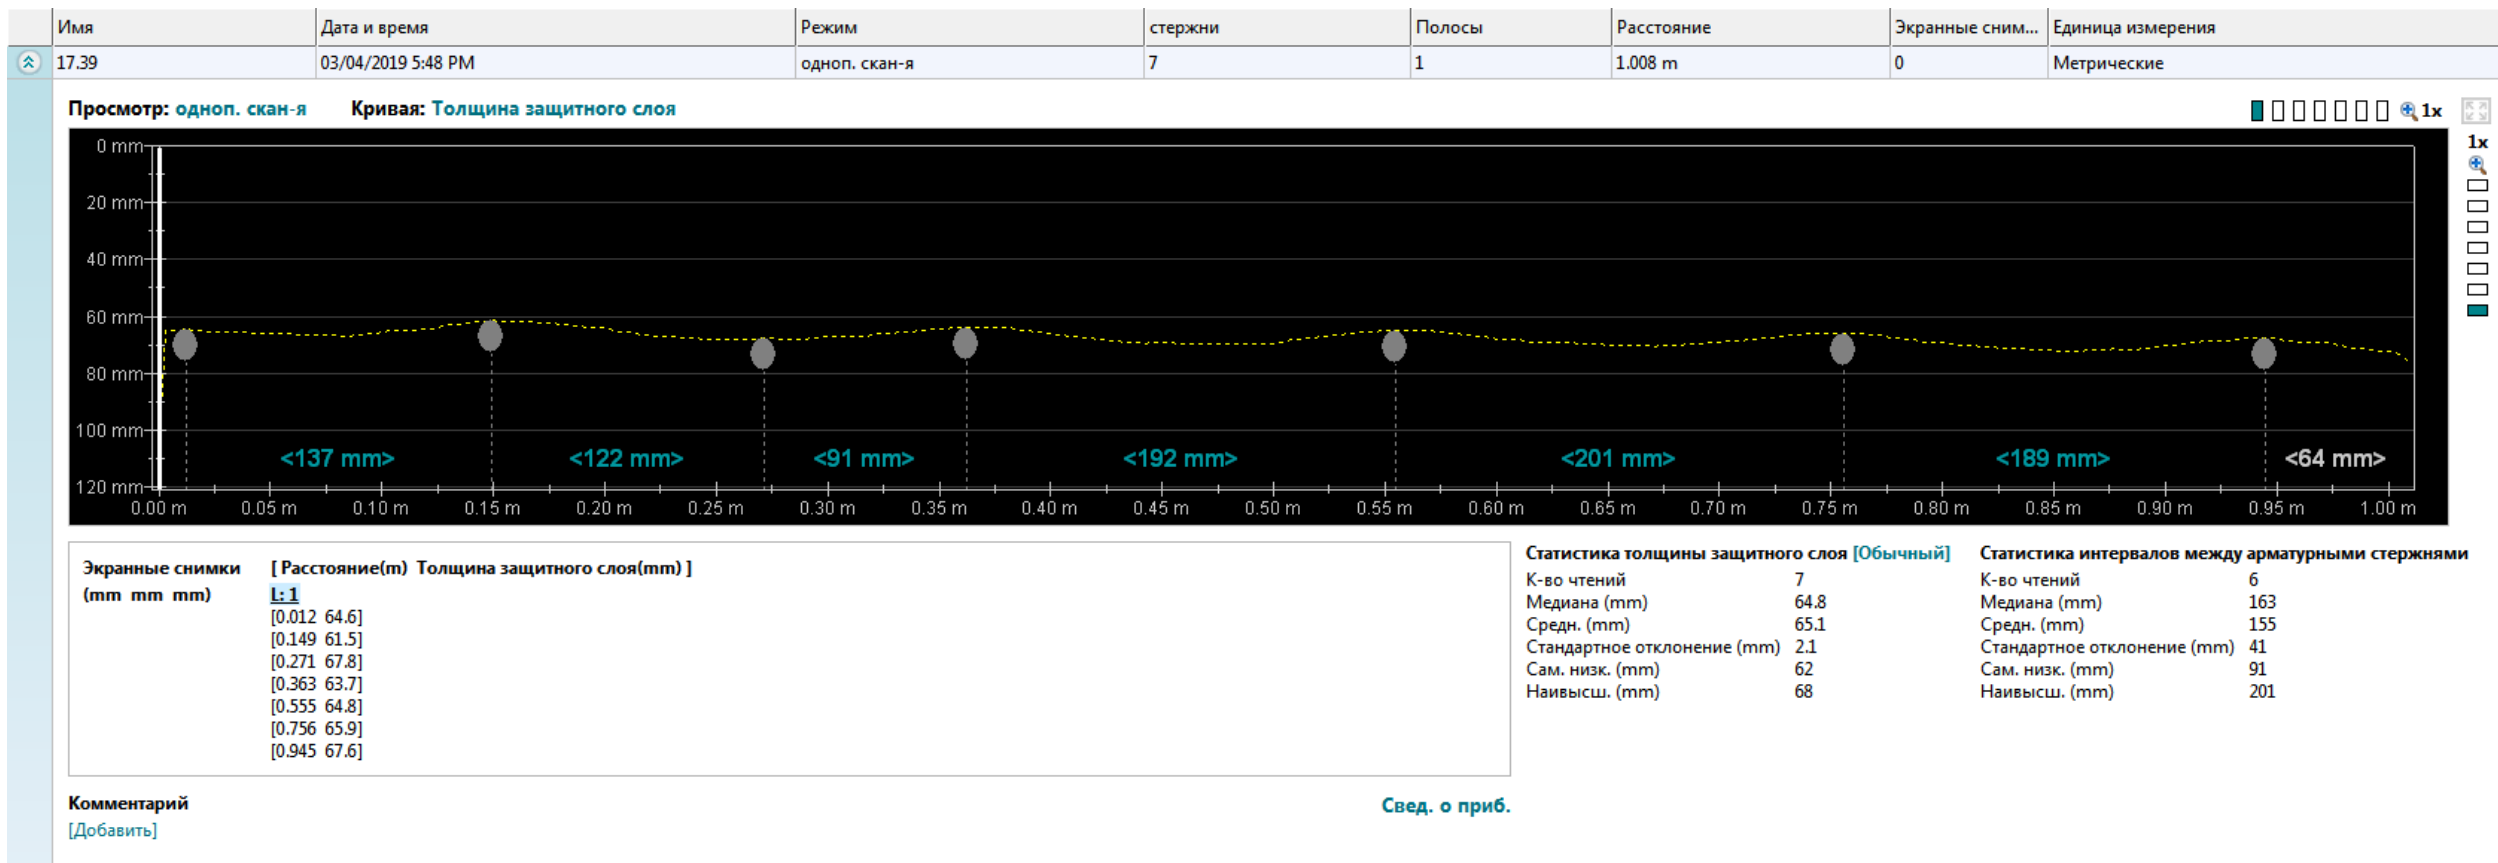 Имя Дата и время Режим стержни Полосы Расстояние Экранные сним... Единица измерения
17.39 03/04/2019 5:48 PM одноп. скан-я 7 1 1.008 m 0 Метрические
Просмотр: одноп. скан-я Кривая: Толщина защитного слоя 1x
1x
0 mm
20 mm
40 mm
60 mm
80 mm
100 mm
<137 mm> <122 mm> <91 mm> <192 mm> <201 mm> <189 mm> <64 mm>
120 mm
0.00 m 0.05 m 0.10 m 0.15 m 0.20 m 0.25 m 0.30 m 0.35 m 0.40 m 0.45 m 0.50 m 0.55 m 0.60 m 0.65 m 0.70 m 0.75 m 0.80 m 0.85 m 0.90 m 0.95 m 1.00 m
Экранные снимки [ Расстояние(m) Толщина защитного слоя(mm) ]
(mm mm mm) L: 1
[0.012 64.6]
[0.149 61.5]
[0.271 67.8]
[0.363 63.7]
[0.555 64.8]
[0.756 65.9]
[0.945 67.6]
Статистика толщины защитного слоя [Обычный]
К-во чтений 7
Медиана (mm) 64.8
Средн. (mm) 65.1
Стандартное отклонение (mm) 2.1
Сам. низк. (mm) 62
Наивысш. (mm) 68
Статистика интервалов между арматурными стержнями
К-во чтений 6
Медиана (mm) 163
Средн. (mm) 155
Стандартное отклонение (mm) 41
Сам. низк. (mm) 91
Наивысш. (mm) 201
Комментарий
[Добавить]
Свед. о приб.